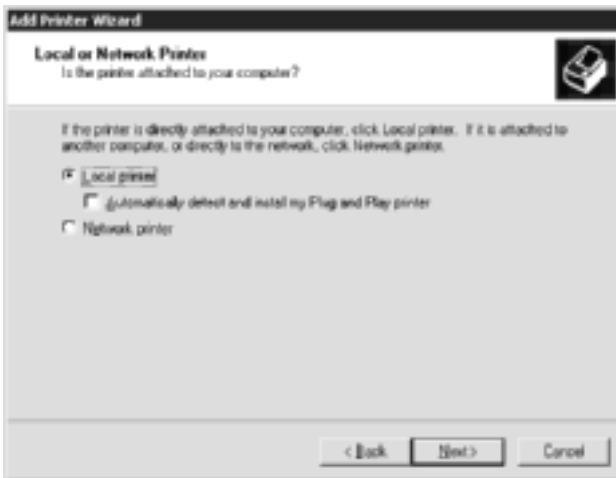 Add Printer Wizard
Local or Network Printer
Is the printer attached to your computer?
If the printer is directly attached to your computer, click Local printer. If it is attached to
another computer, or directly to the network, click Network printer.
Local printer
Automatically detect and install my Plug and Play printer
Network printer
< Back
Next >
Cancel